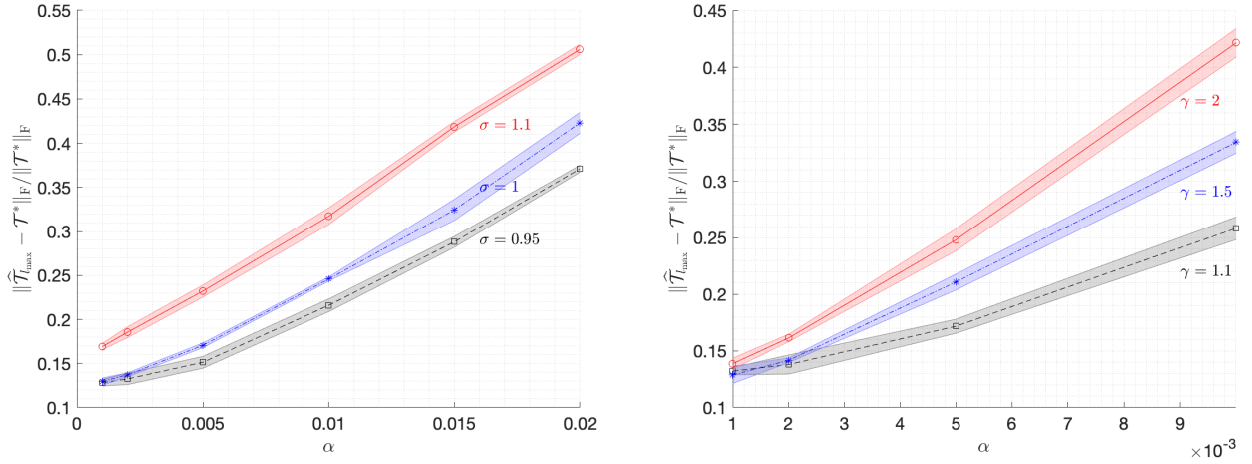 0.55
0.5
0.45
0.4
0.35
0.3
0.25
0.2
0.15
0.1
0 0.005 0.01 0.015 0.02
α
‖𝒯̂_{l_max} − 𝒯*‖_F/‖𝒯*‖_F
σ = 1.1
σ = 1
σ = 0.95
0.45
0.4
0.35
0.3
0.25
0.2
0.15
0.1
1 2 3 4 5 6 7 8 9
×10⁻³
α
‖𝒯̂_{l_max} − 𝒯*‖_F/‖𝒯*‖_F
γ = 2
γ = 1.5
γ = 1.1